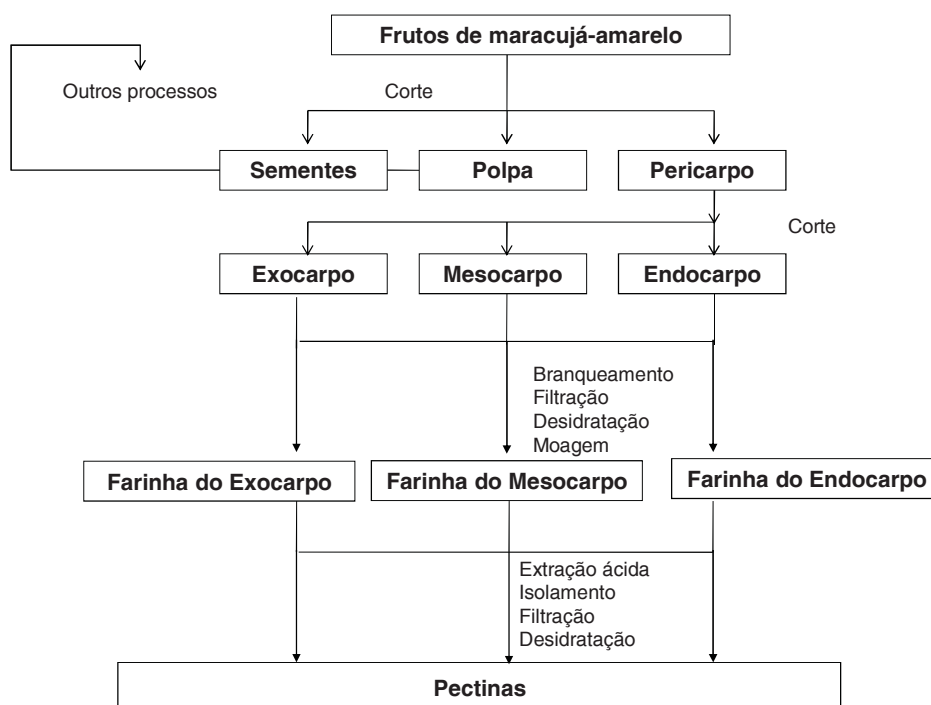 Frutos de maracujá-amarelo
Outros processos
Corte
Sementes
Polpa
Pericarpo
Corte
Exocarpo
Mesocarpo
Endocarpo
Branqueamento
Filtração
Desidratação
Moagem
Farinha do Exocarpo
Farinha do Mesocarpo
Farinha do Endocarpo
Extração ácida
Isolamento
Filtração
Desidratação
Pectinas